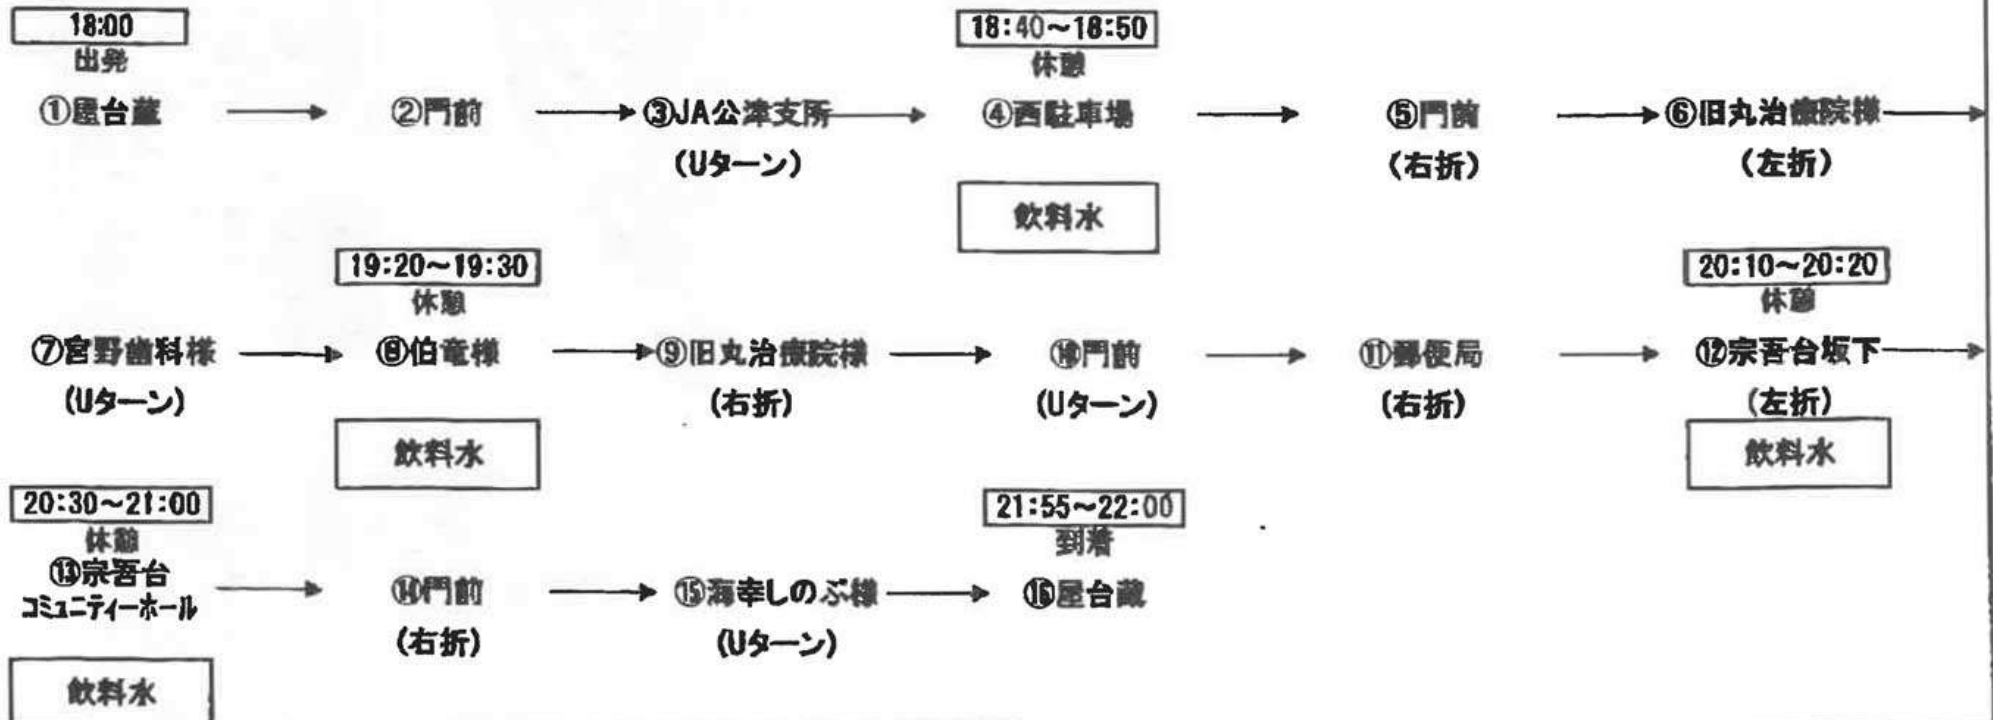 18:00 18:40～18:50
出発 休憩
①屋台蔵 → ②門前 → ③JA公津支所 → ④西駐車場 → ⑤門前 → ⑥旧丸治療院様 →
(Uターン) (右折) (左折)
飲料水
19:20～19:30 20:10～20:20
休憩 休憩
⑦宮野歯科様 → ⑧伯竜様 → ⑨旧丸治療院様 → ⑩門前 → ⑪郵便局 → ⑫宗吾台坂下 →
(Uターン) (右折) (Uターン) (右折) (左折)
飲料水 飲料水
20:30～21:00 21:55～22:00
休憩 到着
⑬宗吾台 コミュニティーホール → ⑭門前 → ⑮海幸しのぶ様 → ⑯屋台蔵
(右折) (Uターン)
飲料水